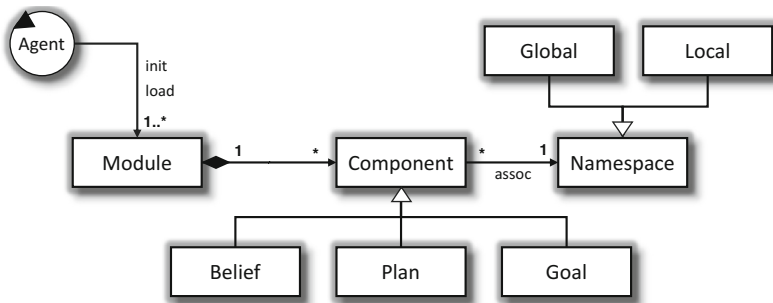 Agent
Global
Local
init
load
1..*
Module
1
*
Component
*
1
assoc
Namespace
Belief
Plan
Goal